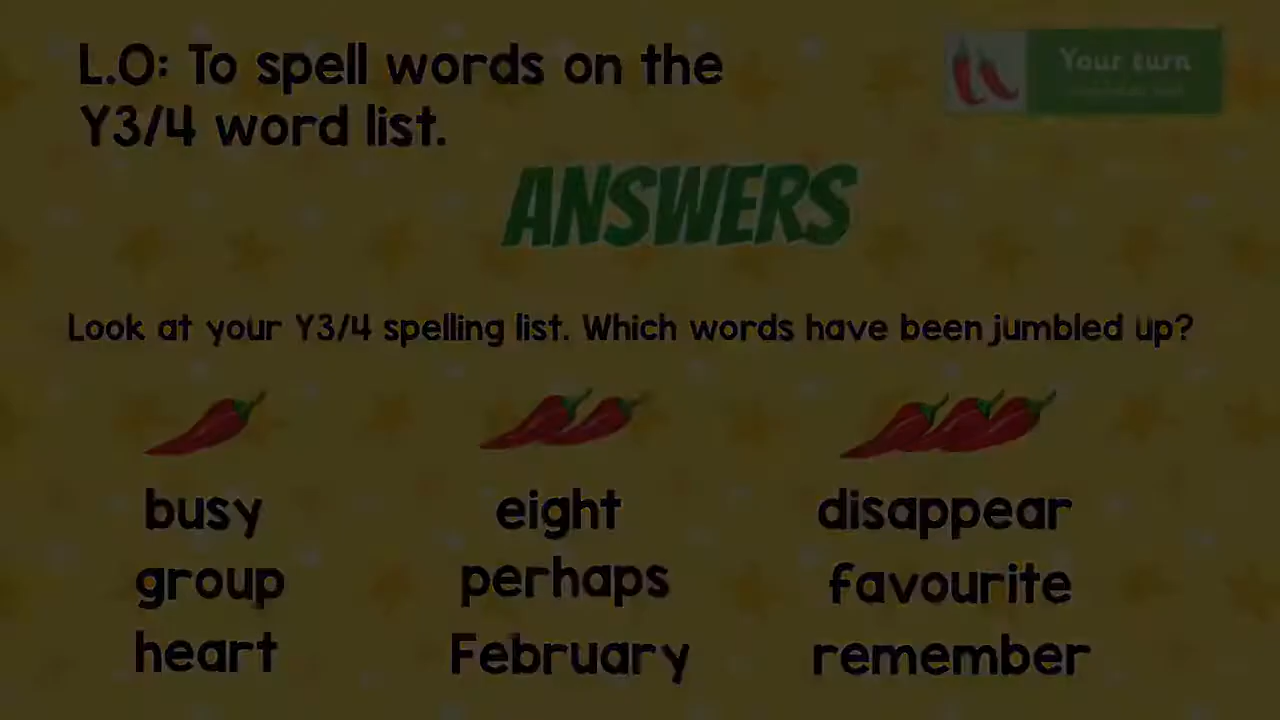 L.O: To spell words on the
Y3/4 word list.
Your turn
ANSWERS
Look at your Y3/4 spelling list. Which words have been jumbled up?
busy
eight
disappear
group
perhaps
favourite
heart
February
remember